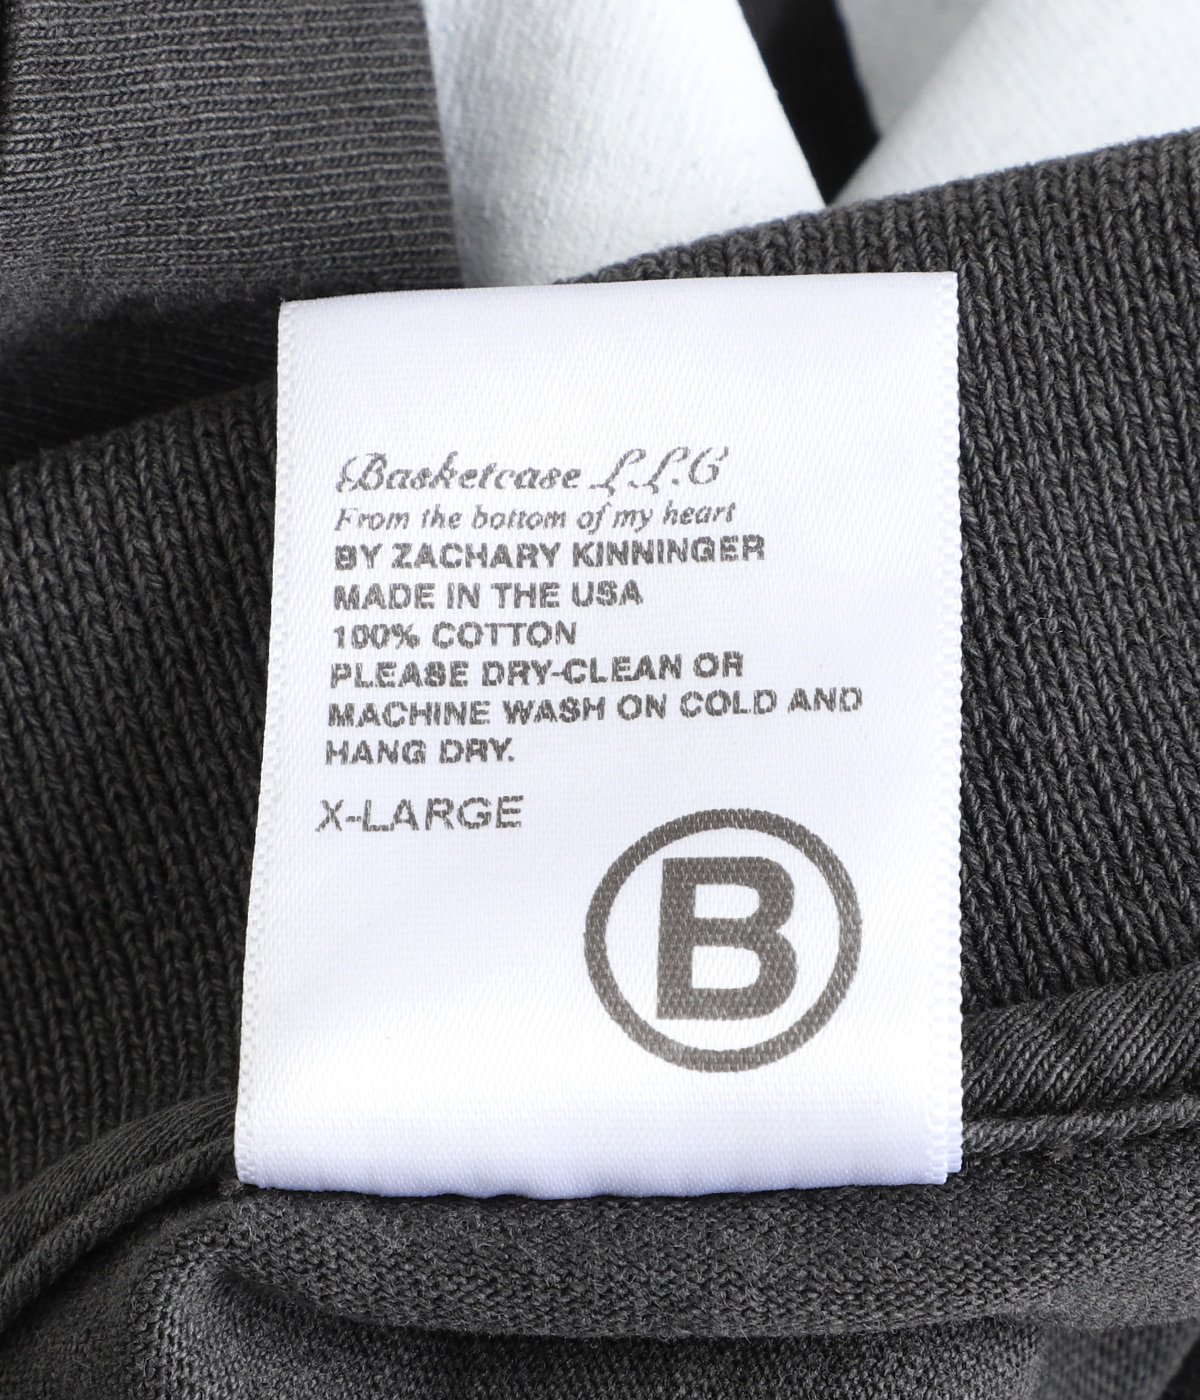 Basketcase L.L.C
From the bottom of my heart
BY ZACHARY KINNINGER
MADE IN THE USA
100% COTTON
PLEASE DRY-CLEAN OR
MACHINE WASH ON COLD AND
HANG DRY.
X-LARGE
B